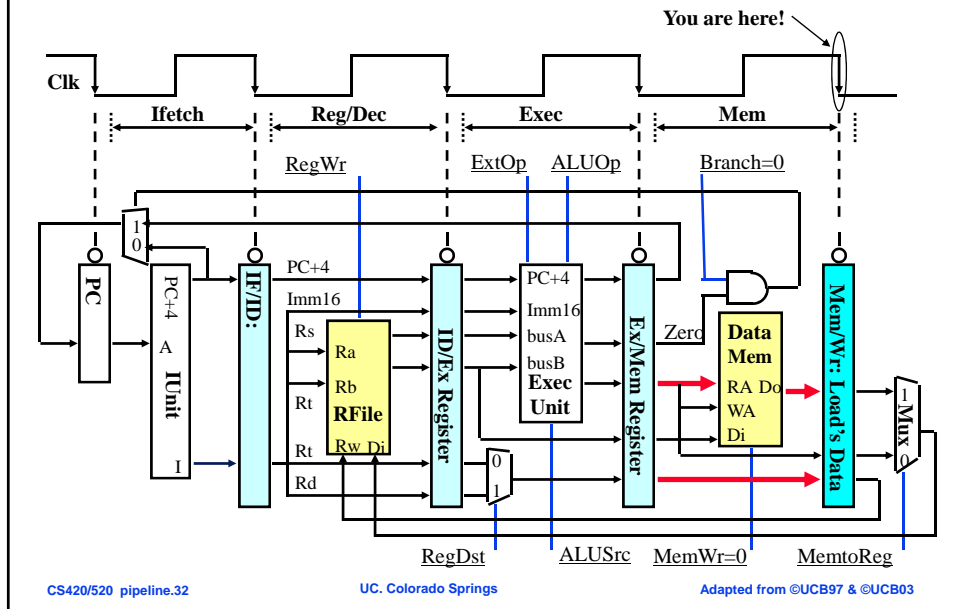 You are here!
Clk
Ifetch
Reg/Dec
Exec
Mem
RegWr
ExtOp
ALUOp
Branch=0
1
0
PC
PC+4
A
IUnit
I
IF/ID:
PC+4
Imm16
Rs
Rt
Rt
Rd
Ra
Rb
RFile
Rw Di
ID/Ex Register
0
1
PC+4
Imm16
busA
busB
Exec
Unit
Ex/Mem Register
Zero
Data
Mem
RA Do
WA
Di
Mem/Wr: Load's Data
1
Mux
0
RegDst
ALUSrc
MemWr=0
MemtoReg
CS420/520 pipeline.32
UC. Colorado Springs
Adapted from ©UCB97 & ©UCB03